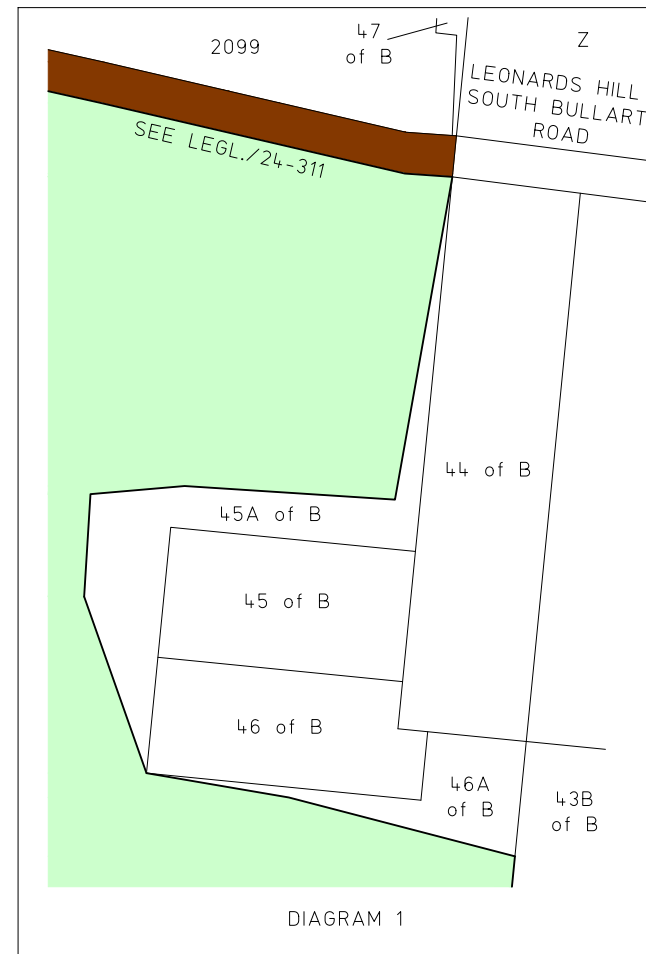 2099
47
of B
Z
LEONARDS HILL
SOUTH BULLART
ROAD
SEE LEGL./24-311
44 of B
45A of B
45 of B
46 of B
46A
of B
43B
of B
DIAGRAM 1